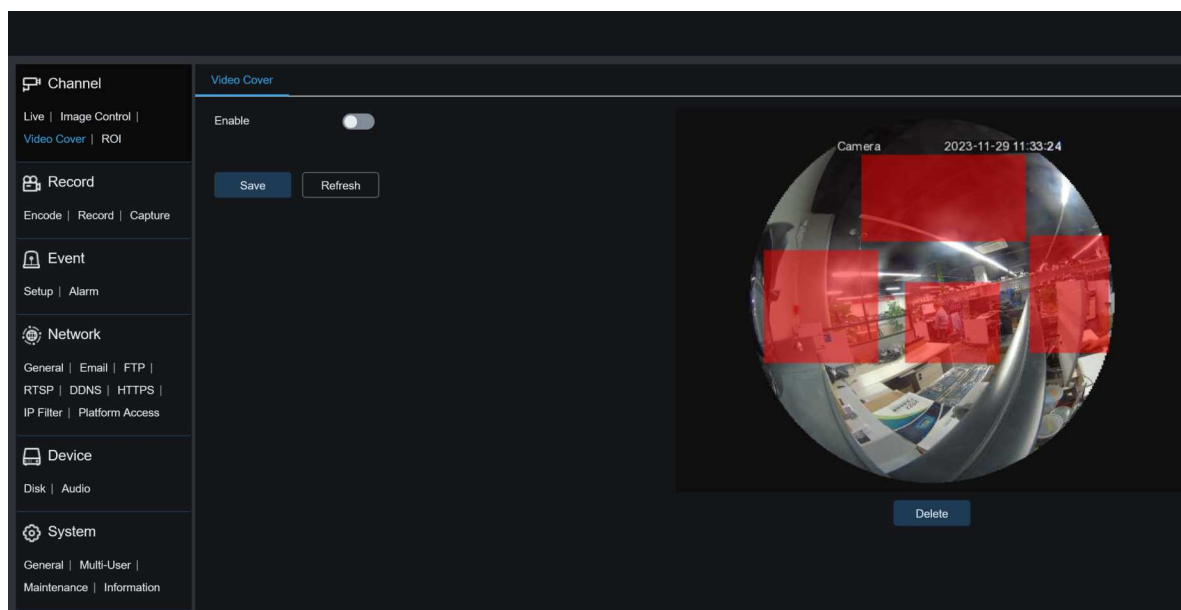 Channel
Live | Image Control |
Video Cover | ROI
Record
Encode | Record | Capture
Event
Setup | Alarm
Network
General | Email | FTP |
RTSP | DDNS | HTTPS |
IP Filter | Platform Access
Device
Disk | Audio
System
General | Multi-User |
Maintenance | Information
Video Cover
Enable
Save Refresh
Camera 2023-11-29 11:33:24
Delete